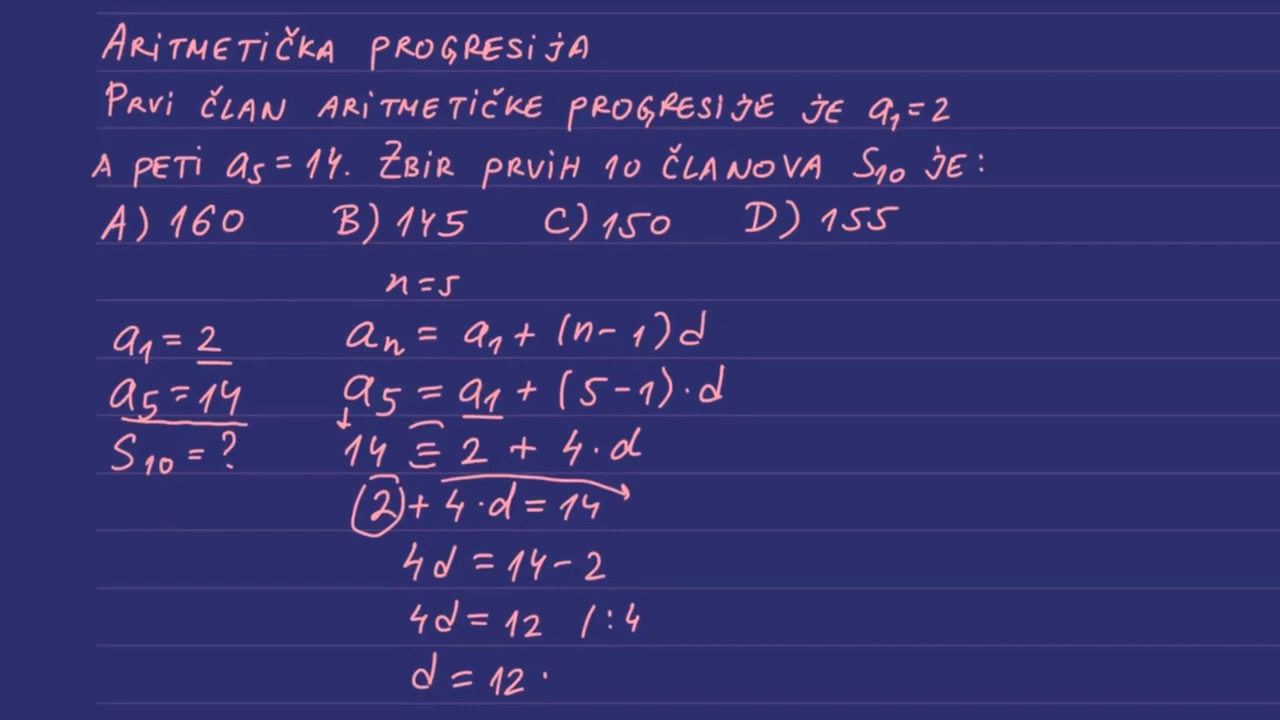 ARITMETIČKA PROGRESIJA
PRVI ČLAN ARITMETIČKE PROGRESIJE JE a₁=2
A PETI a₅=14. ZBIR PRVIH 10 ČLANOVA S₁₀ JE:
A) 160 B) 145 C) 150 D) 155
n=5
a₁=2 aₙ = a₁ + (n-1)d
a₅=14 a₅ = a₁ + (5-1)·d
S₁₀=? 14 = 2 + 4·d
2 + 4·d = 14
4d = 14-2
4d = 12 /:4
d = 12 ·